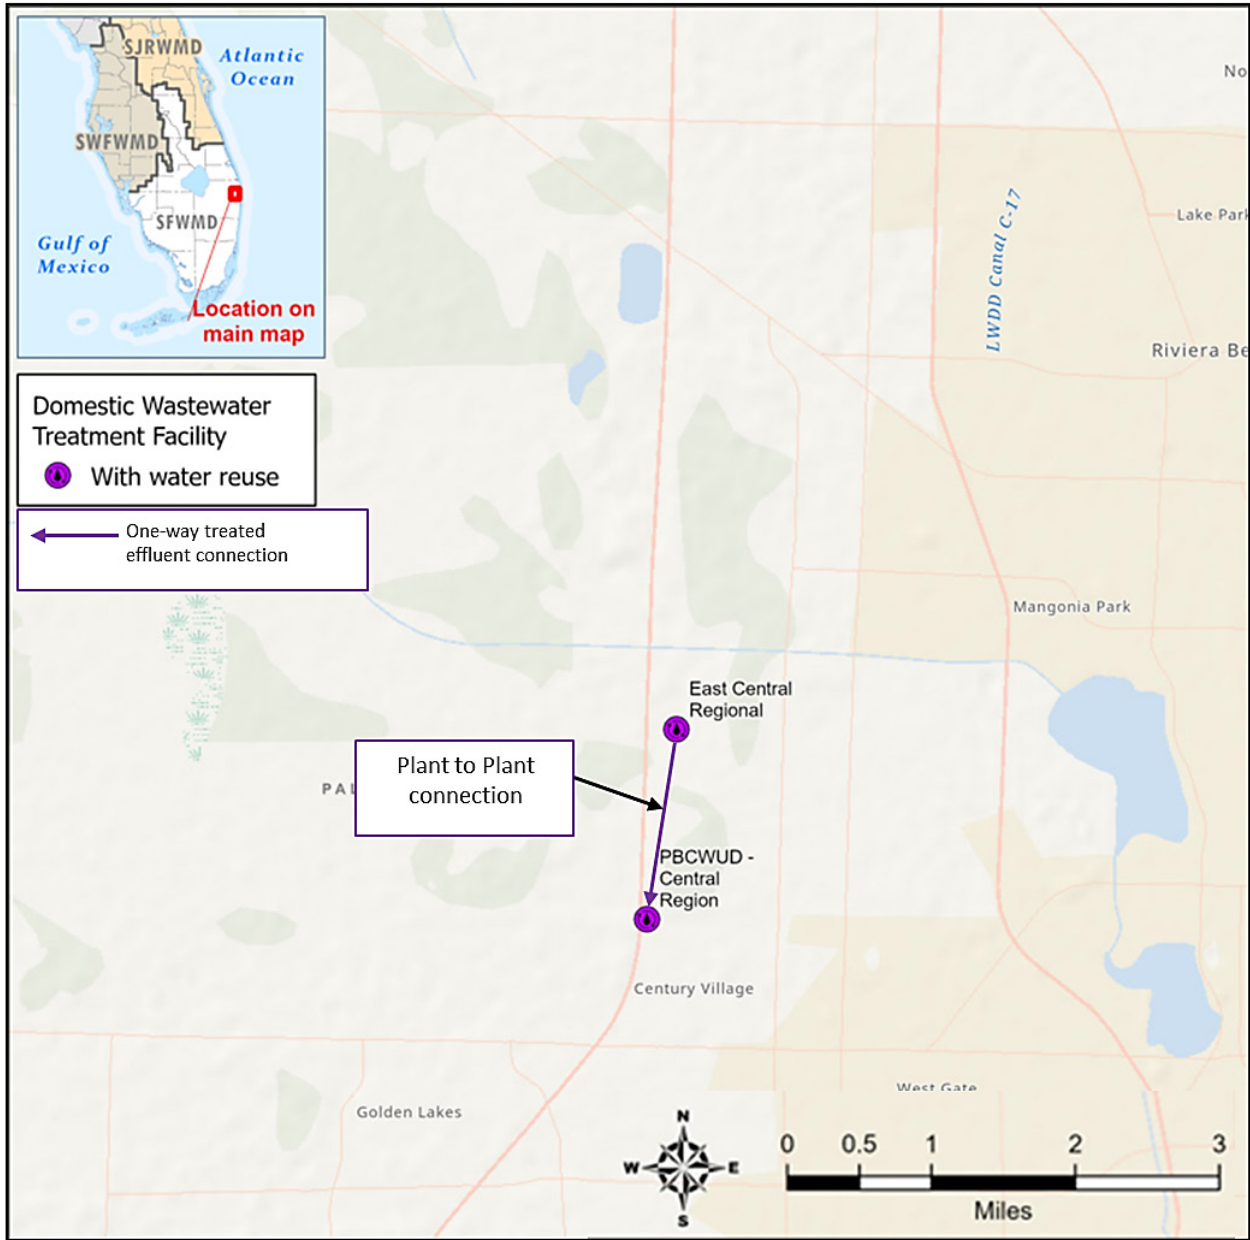 SJRWMD
Atlantic
Ocean
SWFWMD
SFWMD
Gulf of
Mexico
Location on
main map
Domestic Wastewater
Treatment Facility
With water reuse
One-way treated
effluent connection
No
LWDD Canal C-17
Lake Park
Riviera Be
Mangonia Park
East Central
Regional
Plant to Plant
connection
PAL
PBCWUD -
Central
Region
Century Village
West Gate
Golden Lakes
N
W E
S
0 0.5 1 2 3
Miles